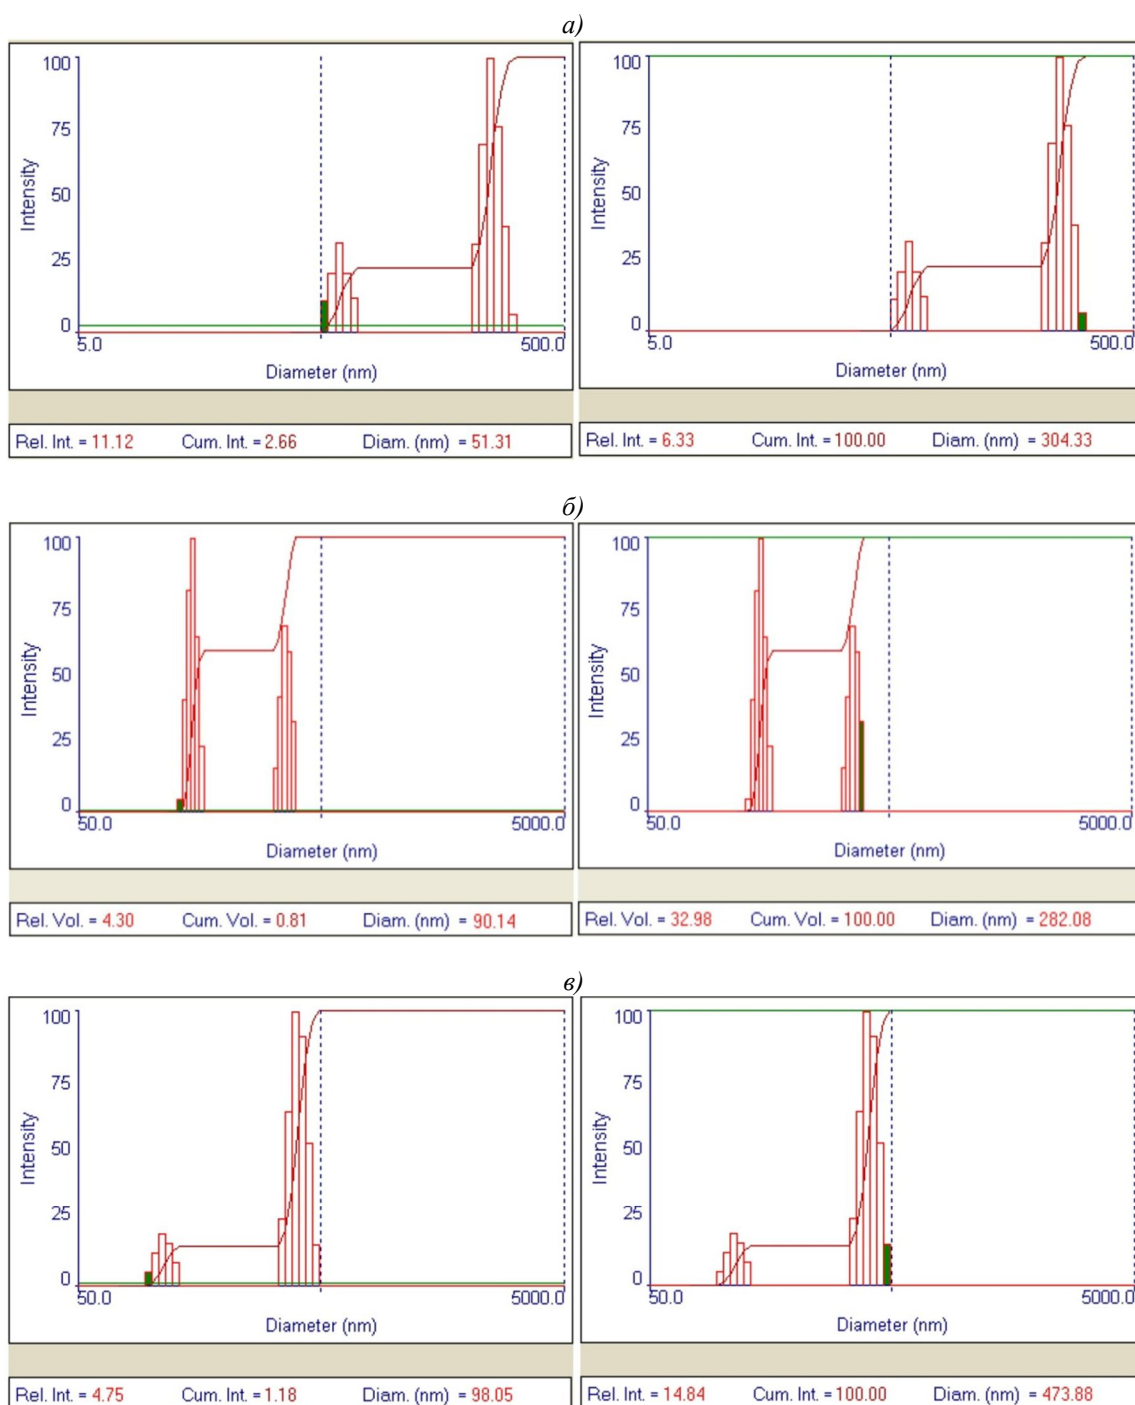 а)
100
75
50
25
0
Intensity
5.0
500.0
Diameter (nm)
Rel. Int. = 11.12 Cum. Int. = 2.66 Diam. (nm) = 51.31
100
75
50
25
0
Intensity
5.0
500.0
Diameter (nm)
Rel. Int. = 6.33 Cum. Int. = 100.00 Diam. (nm) = 304.33
б)
100
75
50
25
0
Intensity
50.0
5000.0
Diameter (nm)
Rel. Vol. = 4.30 Cum. Vol. = 0.81 Diam. (nm) = 90.14
100
75
50
25
0
Intensity
50.0
5000.0
Diameter (nm)
Rel. Vol. = 32.98 Cum. Vol. = 100.00 Diam. (nm) = 282.08
в)
100
75
50
25
0
Intensity
50.0
5000.0
Diameter (nm)
Rel. Int. = 4.75 Cum. Int. = 1.18 Diam. (nm) = 98.05
100
75
50
25
0
Intensity
50.0
5000.0
Diameter (nm)
Rel. Int. = 14.84 Cum. Int. = 100.00 Diam. (nm) = 473.88